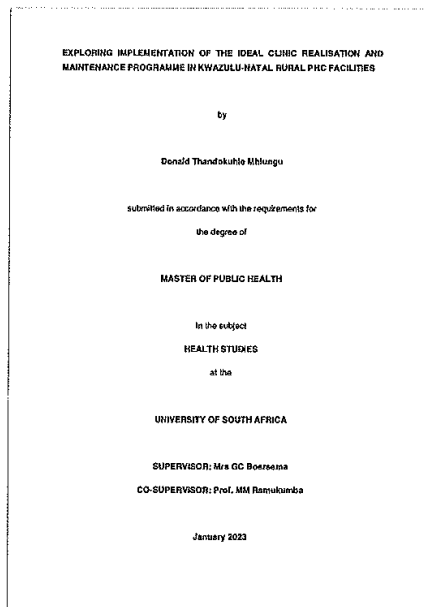 EXPLORING IMPLEMENTATION OF THE IDEAL CLINIC REALISATION AND
MAINTENANCE PROGRAMME IN KWAZULU-NATAL RURAL PHC FACILITIES
by
Donald Thandokuhle Mhlungu
submitted in accordance with the requirements for
the degree of
MASTER OF PUBLIC HEALTH
in the subject
HEALTH STUDIES
at the
UNIVERSITY OF SOUTH AFRICA
SUPERVISOR: Mrs GC Boersema
CO-SUPERVISOR: Prof. MM Ramukumba
January 2023